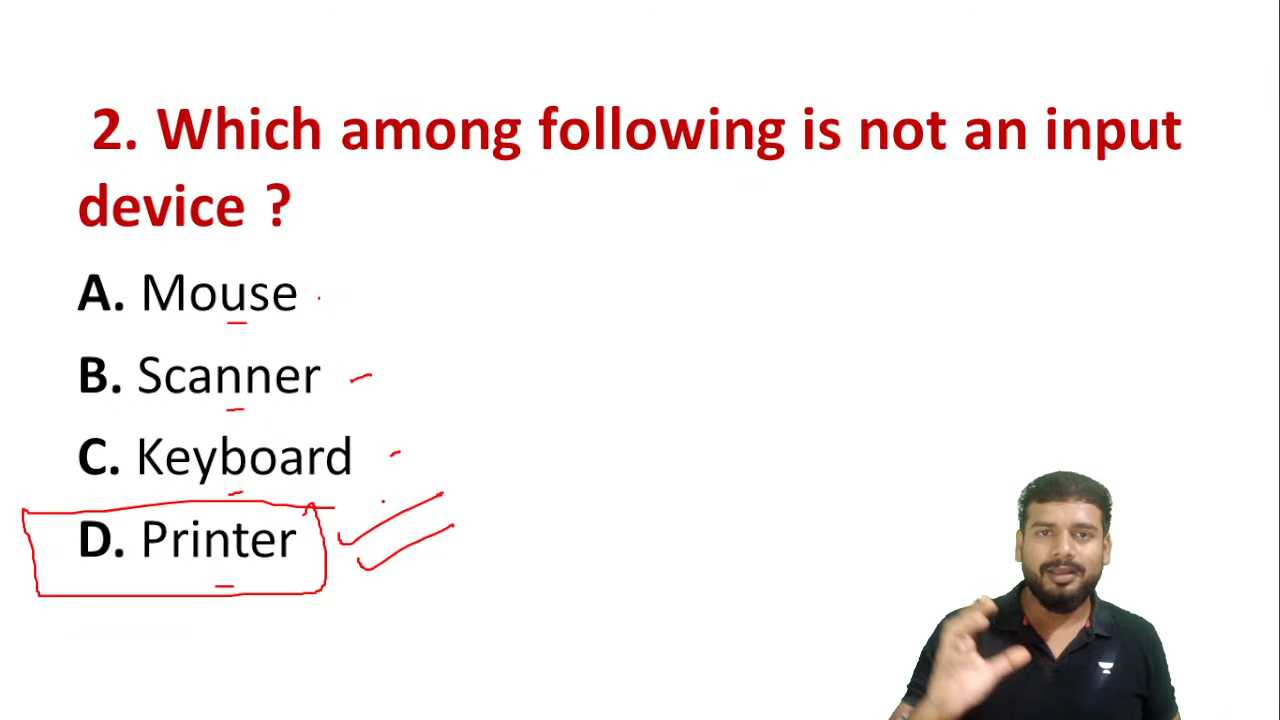 2. Which among following is not an input
device ?
A. Mouse
B. Scanner
C. Keyboard
D. Printer